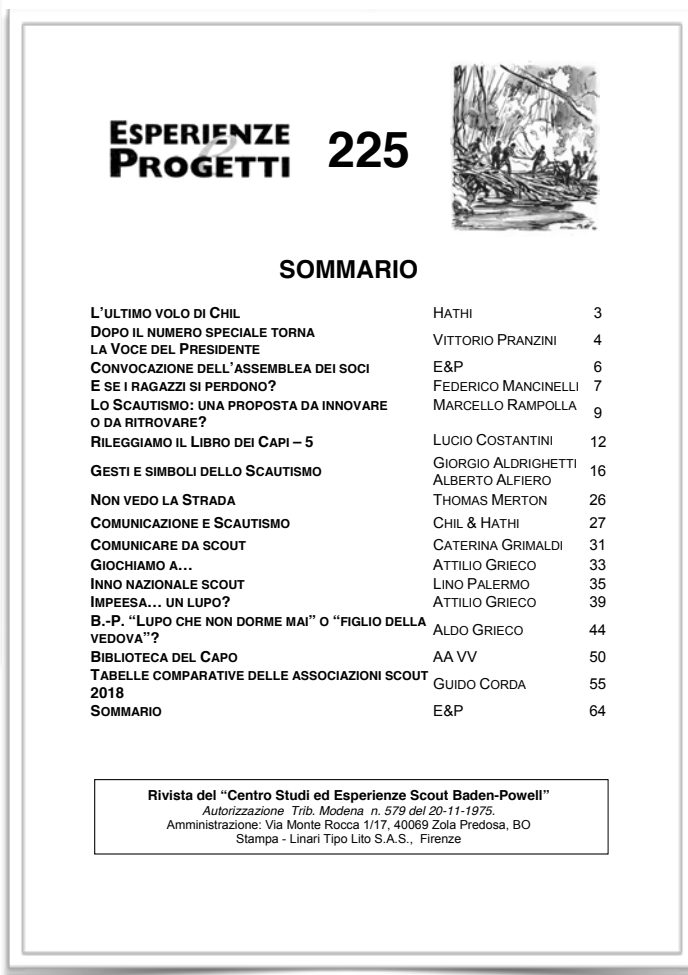 ESPERIENZE
e
PROGETTI
225
SOMMARIO
L'ULTIMO VOLO DI CHIL HATHI 3
DOPO IL NUMERO SPECIALE TORNA
LA VOCE DEL PRESIDENTE VITTORIO PRANZINI 4
CONVOCAZIONE DELL'ASSEMBLEA DEI SOCI E&P 6
E SE I RAGAZZI SI PERDONO? FEDERICO MANCINELLI 7
LO SCAUTISMO: UNA PROPOSTA DA INNOVARE MARCELLO RAMPOLLA 9
O DA RITROVARE?
RILEGGIAMO IL LIBRO DEI CAPI – 5 LUCIO COSTANTINI 12
GESTI E SIMBOLI DELLO SCAUTISMO GIORGIO ALDRIGHETTI 16
ALBERTO ALFIERO
NON VEDO LA STRADA THOMAS MERTON 26
COMUNICAZIONE E SCAUTISMO CHIL & HATHI 27
COMUNICARE DA SCOUT CATERINA GRIMALDI 31
GIOCHIAMO A… ATTILIO GRIECO 33
INNO NAZIONALE SCOUT LINO PALERMO 35
IMPEESA… UN LUPO? ATTILIO GRIECO 39
B.-P. “LUPO CHE NON DORME MAI” O “FIGLIO DELLA
VEDOVA”? ALDO GRIECO 44
BIBLIOTECA DEL CAPO AA VV 50
TABELLE COMPARATIVE DELLE ASSOCIAZIONI SCOUT
2018 GUIDO CORDA 55
SOMMARIO E&P 64
Rivista del “Centro Studi ed Esperienze Scout Baden-Powell”
Autorizzazione Trib. Modena n. 579 del 20-11-1975.
Amministrazione: Via Monte Rocca 1/17, 40069 Zola Predosa, BO
Stampa - Linari Tipo Lito S.A.S., Firenze